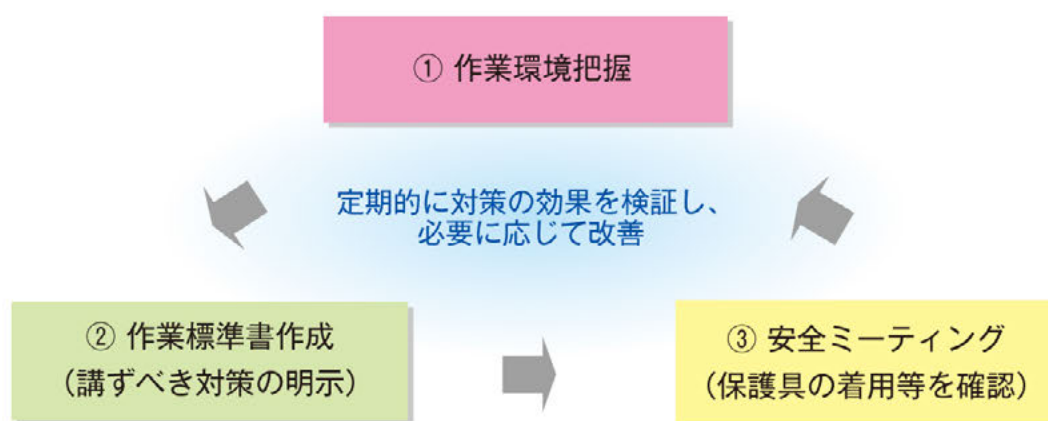 ① 作業環境把握
定期的に対策の効果を検証し、
必要に応じて改善
② 作業標準書作成
（講ずべき対策の明示）
③ 安全ミーティング
（保護具の着用等を確認）